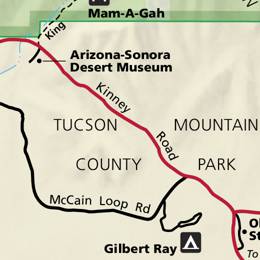 Mam-A-Gah
King
Arizona-Sonora
Desert Museum
Kinney
Road
TUCSON MOUNTAIN
COUNTY PARK
McCain Loop Rd
Gilbert Ray
To